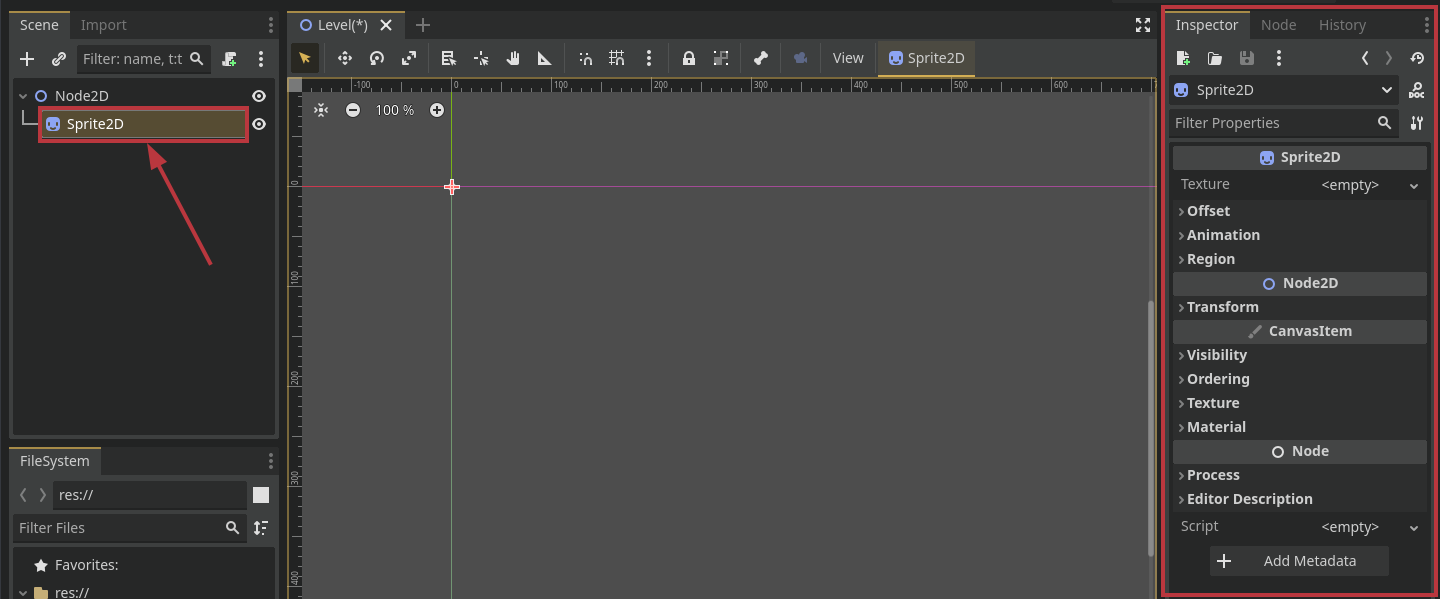 Scene Import
Filter: name, t:t
Node2D
Sprite2D
FileSystem
res://
Filter Files
Favorites:
res://
Level(*)
View Sprite2D
-100 0 100 200 300 400 500 600 7
100 %
0
100
200
300
400
Inspector Node History
Sprite2D
DOC
Filter Properties
Sprite2D
Texture <empty>
Offset
Animation
Region
Node2D
Transform
CanvasItem
Visibility
Ordering
Texture
Material
Node
Process
Editor Description
Script <empty>
Add Metadata